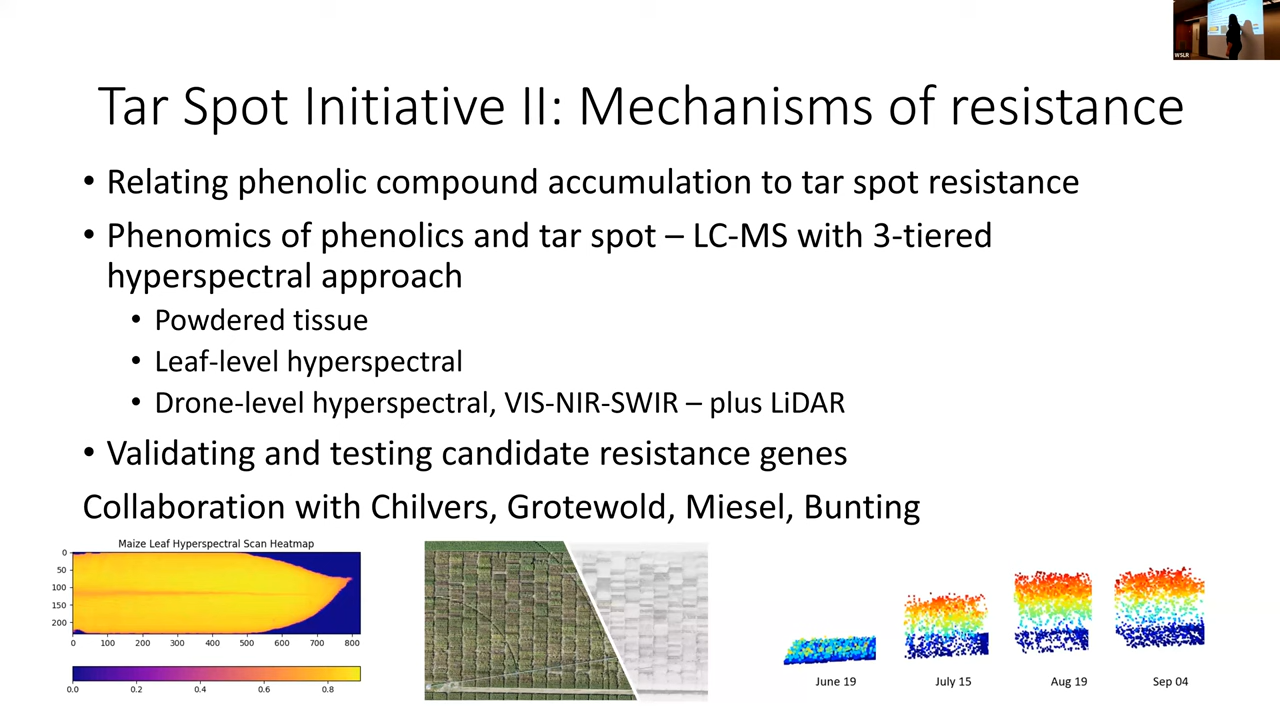 WSLR
Tar Spot Initiative II: Mechanisms of resistance
• Relating phenolic compound accumulation to tar spot resistance
• Phenomics of phenolics and tar spot – LC-MS with 3-tiered
hyperspectral approach
• Powdered tissue
• Leaf-level hyperspectral
• Drone-level hyperspectral, VIS-NIR-SWIR – plus LiDAR
• Validating and testing candidate resistance genes
Collaboration with Chilvers, Grotewold, Miesel, Bunting
Maize Leaf Hyperspectral Scan Heatmap
0
50
100
150
200
0 100 200 300 400 500 600 700 800
0.0 0.2 0.4 0.6 0.8
June 19 July 15 Aug 19 Sep 04